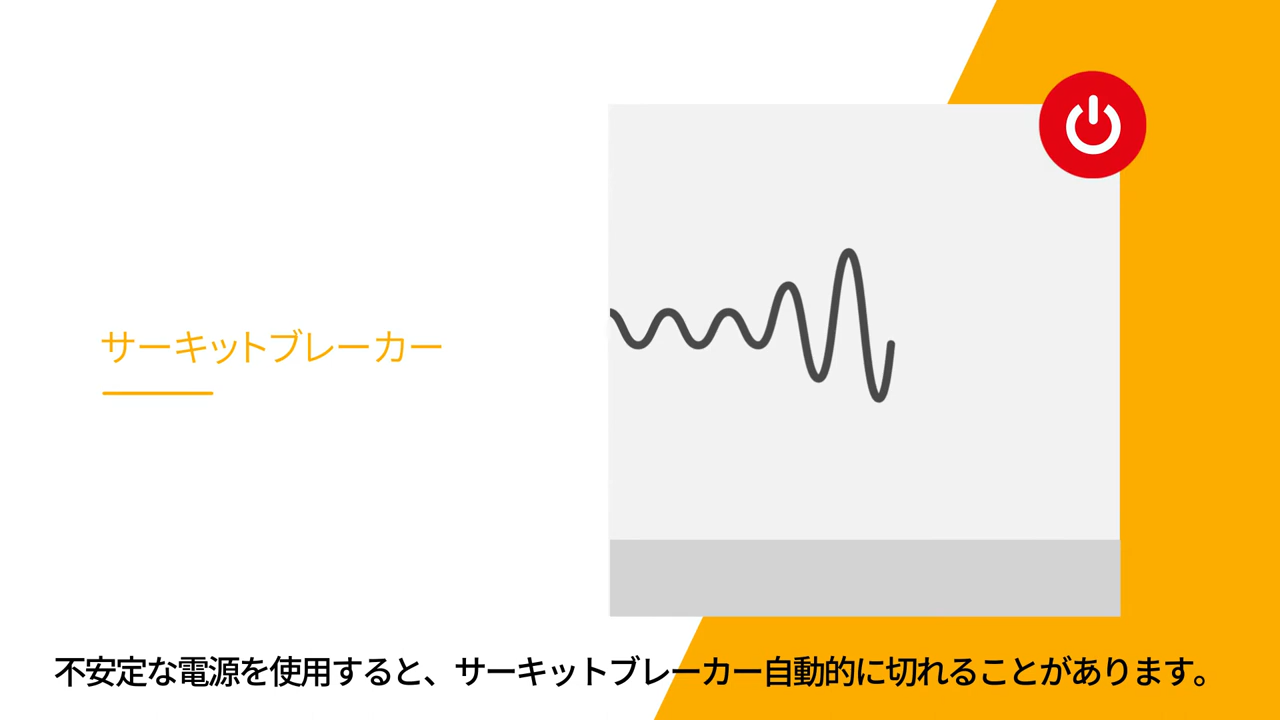 サーキットブレーカー
不安定な電源を使用すると、サーキットブレーカー自動的に切れることがあります。